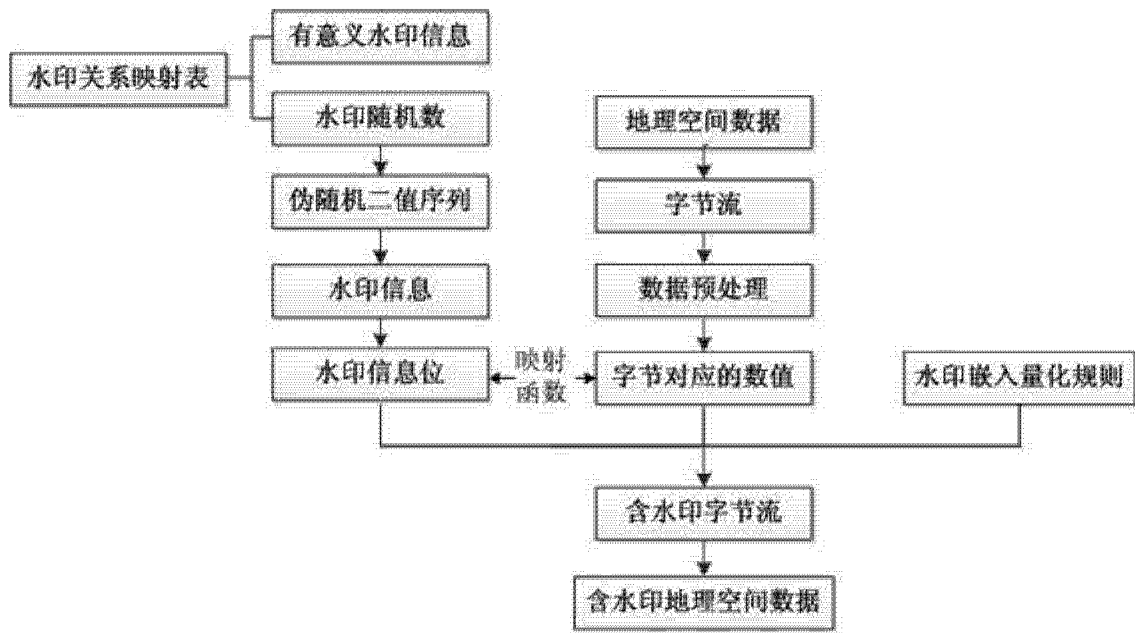 有意义水印信息
水印关系映射表
水印随机数
地理空间数据
伪随机二值序列
字节流
水印信息
数据预处理
水印信息位
映射
函数
字节对应的数值
水印嵌入量化规则
含水印字节流
含水印地理空间数据